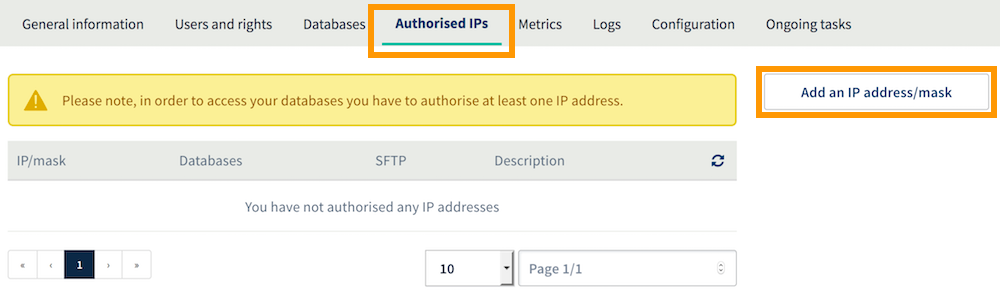 General information Users and rights Databases Authorised IPs Metrics Logs Configuration Ongoing tasks
Please note, in order to access your databases you have to authorise at least one IP address.
Add an IP address/mask
IP/mask Databases SFTP Description
You have not authorised any IP addresses
« ‹ 1 › » 10 Page 1/1